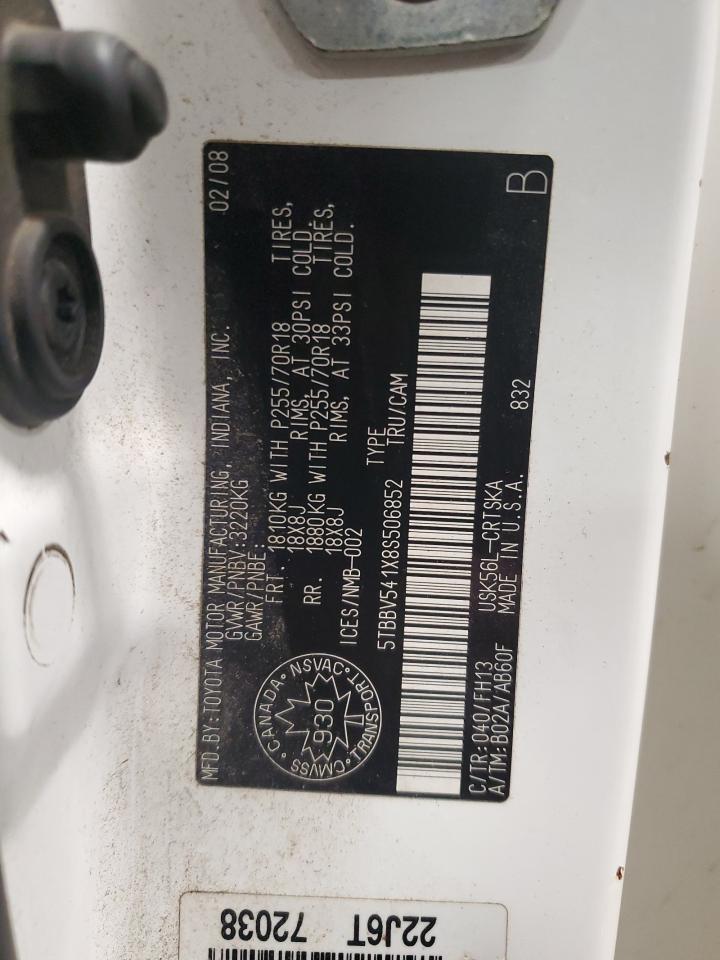 MFD.BY:TOYOTA MOTOR MANUFACTURING, INDIANA, INC. 02/08
GVWR/PNBV:3220KG
GAWR/PNBE:
FRT. 1810KG WITH P255/70R18 TIRES,
18X8J RIMS, AT 30PSI COLD.
RR. 1880KG WITH P255/70R18 TIRES,
18X8J RIMS, AT 33PSI COLD.
ICES/NMB-002
CANADA • NSVAC • TRANSPORT • CMVSS
930
5TBBV541X8S506852 TYPE TRU/CAM
C/TR:040/FH13 USK56L-CRTSKA 832
A/TM:B02A/AB60F MADE IN U.S.A.
B
22J6T 72038